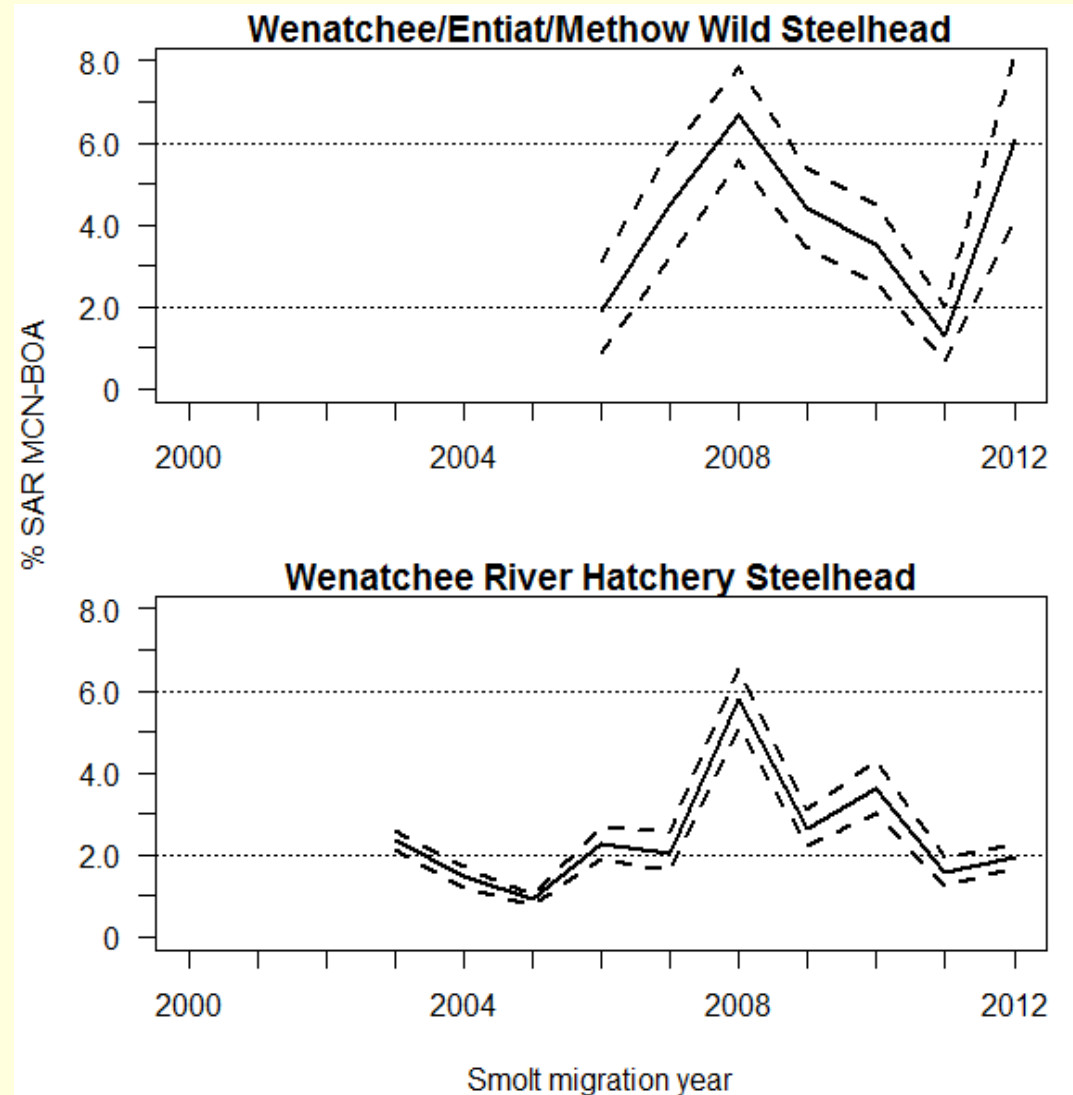 Wenatchee/Entiat/Methow Wild Steelhead
8.0
6.0
4.0
2.0
0
2000 2004 2008 2012
% SAR MCN-BOA
Wenatchee River Hatchery Steelhead
8.0
6.0
4.0
2.0
0
2000 2004 2008 2012
Smolt migration year